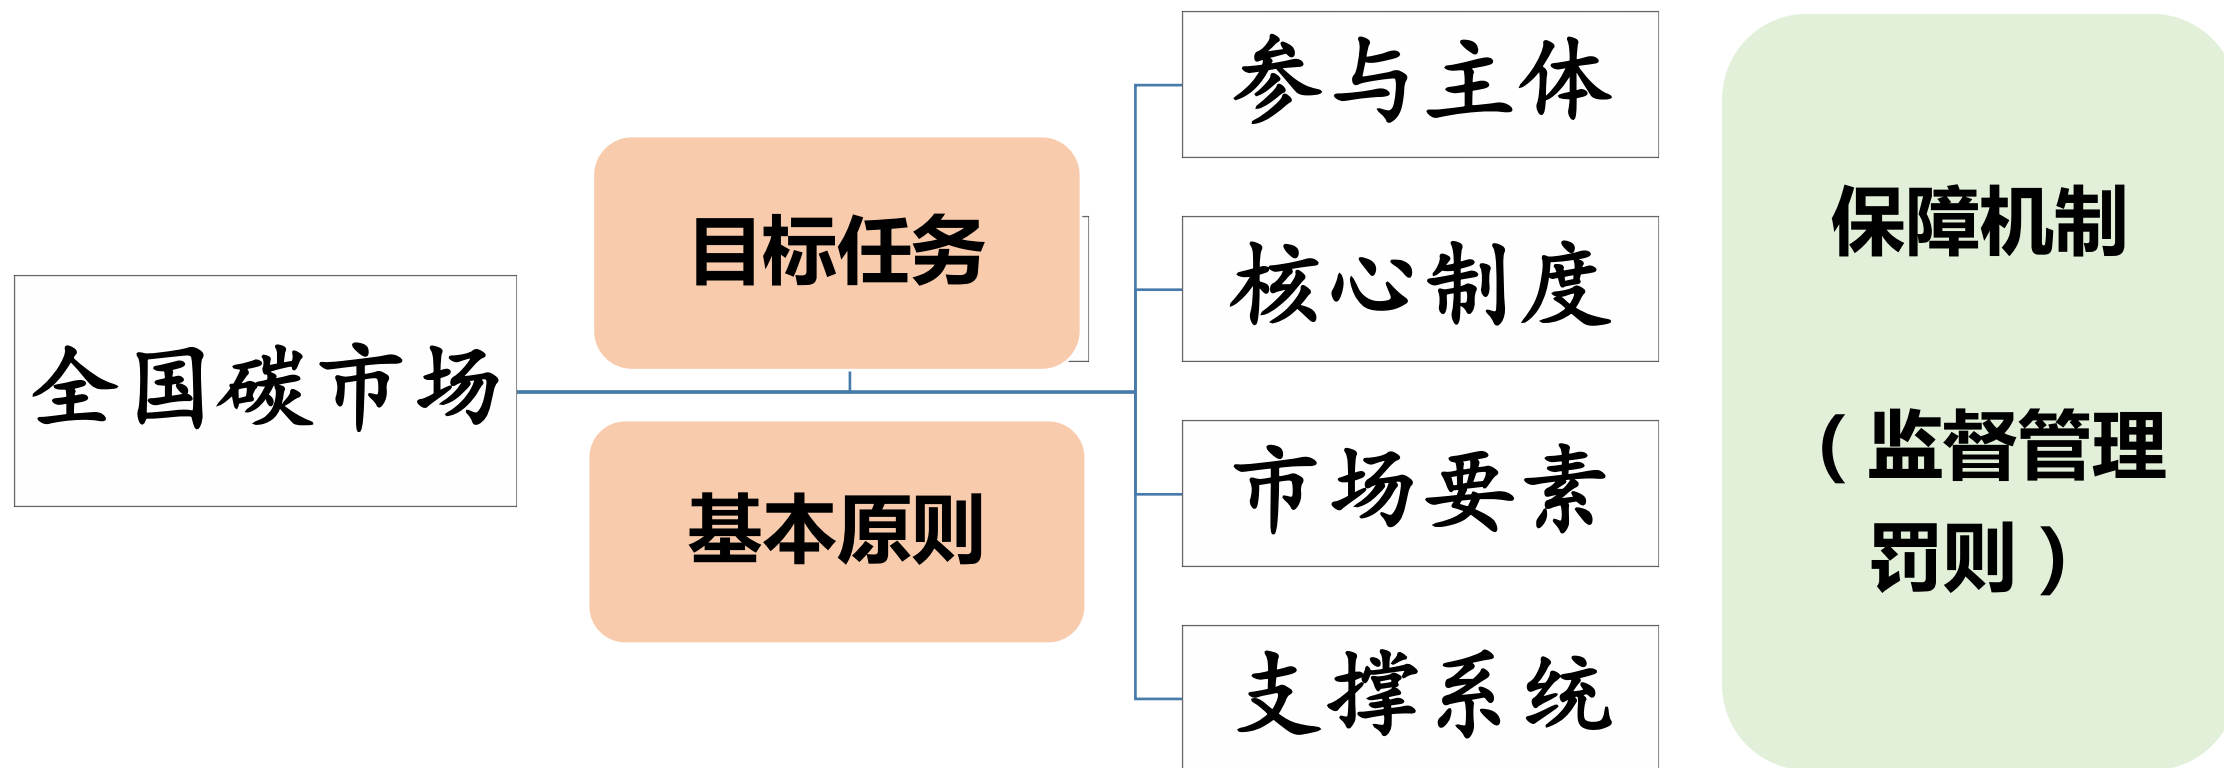 全国碳市场
目标任务
基本原则
参与主体
核心制度
市场要素
支撑系统
保障机制
（监督管理
罚则）